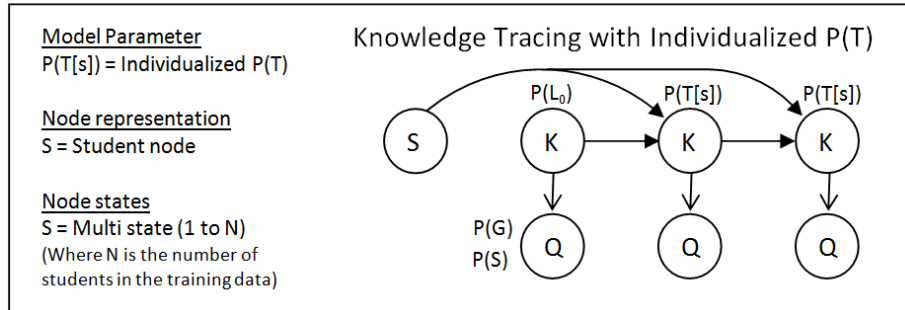 Model Parameter
P(T[s]) = Individualized P(T)
Node representation
S = Student node
Node states
S = Multi state (1 to N)
(Where N is the number of
students in the training data)
Knowledge Tracing with Individualized P(T)
P(L₀) P(T[s]) P(T[s])
S K K K
P(G)
P(S)
Q Q Q